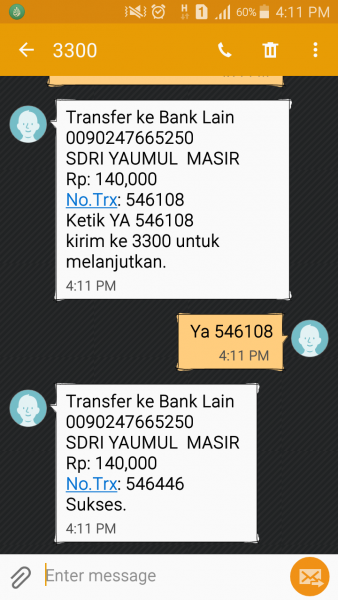 60% 4:11 PM
3300
Transfer ke Bank Lain
0090247665250
SDRI YAUMUL MASIR
Rp: 140,000
No.Trx: 546108
Ketik YA 546108
kirim ke 3300 untuk
melanjutkan.
4:11 PM
Ya 546108
4:11 PM
Transfer ke Bank Lain
0090247665250
SDRI YAUMUL MASIR
Rp: 140,000
No.Trx: 546446
Sukses.
4:11 PM
Enter message